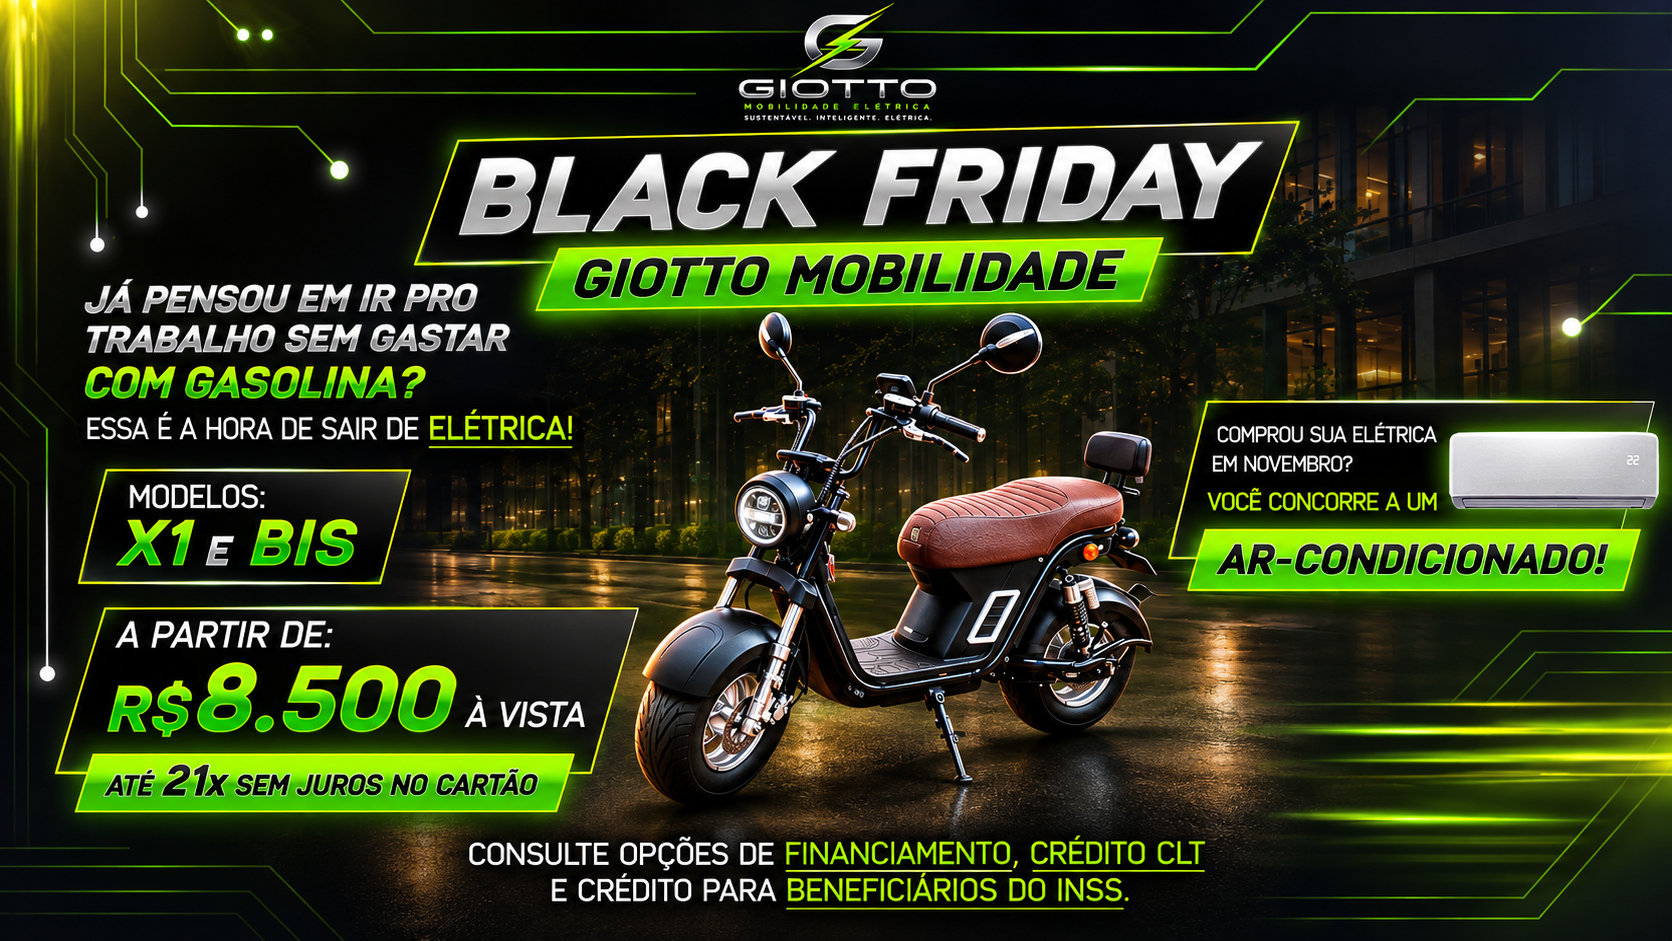 GIOTTO
MOBILIDADE ELÉTRICA
SUSTENTÁVEL. INTELIGENTE. ELÉTRICA.
BLACK FRIDAY
GIOTTO MOBILIDADE
JÁ PENSOU EM IR PRO
TRABALHO SEM GASTAR
COM GASOLINA?
ESSA É A HORA DE SAIR DE ELÉTRICA!
MODELOS:
X1 E BIS
A PARTIR DE:
R$8.500 À VISTA
ATÉ 21x SEM JUROS NO CARTÃO
COMPROU SUA ELÉTRICA
EM NOVEMBRO?
VOCÊ CONCORRE A UM
AR-CONDICIONADO!
22
CONSULTE OPÇÕES DE FINANCIAMENTO, CRÉDITO CLT
E CRÉDITO PARA BENEFICIÁRIOS DO INSS.